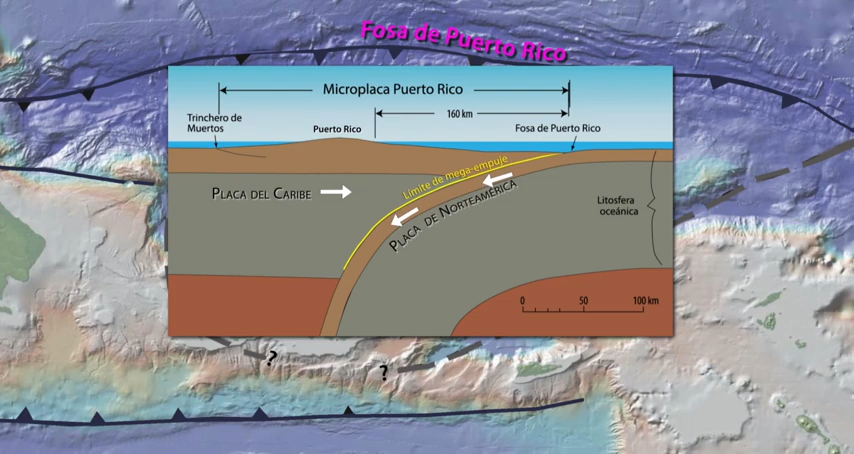 Fosa de Puerto Rico
Microplaca Puerto Rico
160 km
Trinchero de
Muertos
Puerto Rico
Fosa de Puerto Rico
Límite de mega-empuje
PLACA DEL CARIBE
PLACA DE NORTEAMÉRICA
Litosfera
oceánica
0 50 100 km
?
?